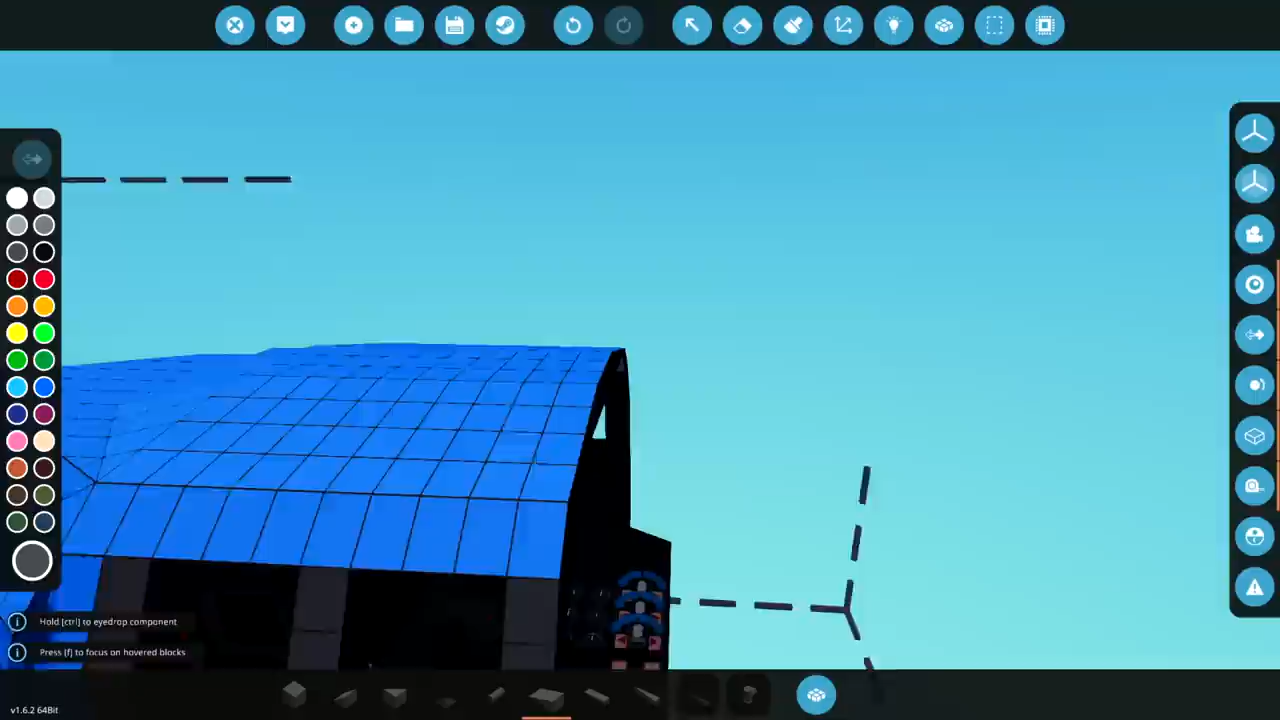 Hold [ctrl] to eyedrop component
Press (f) to focus on hovered blocks
v1.6.2 64Bit